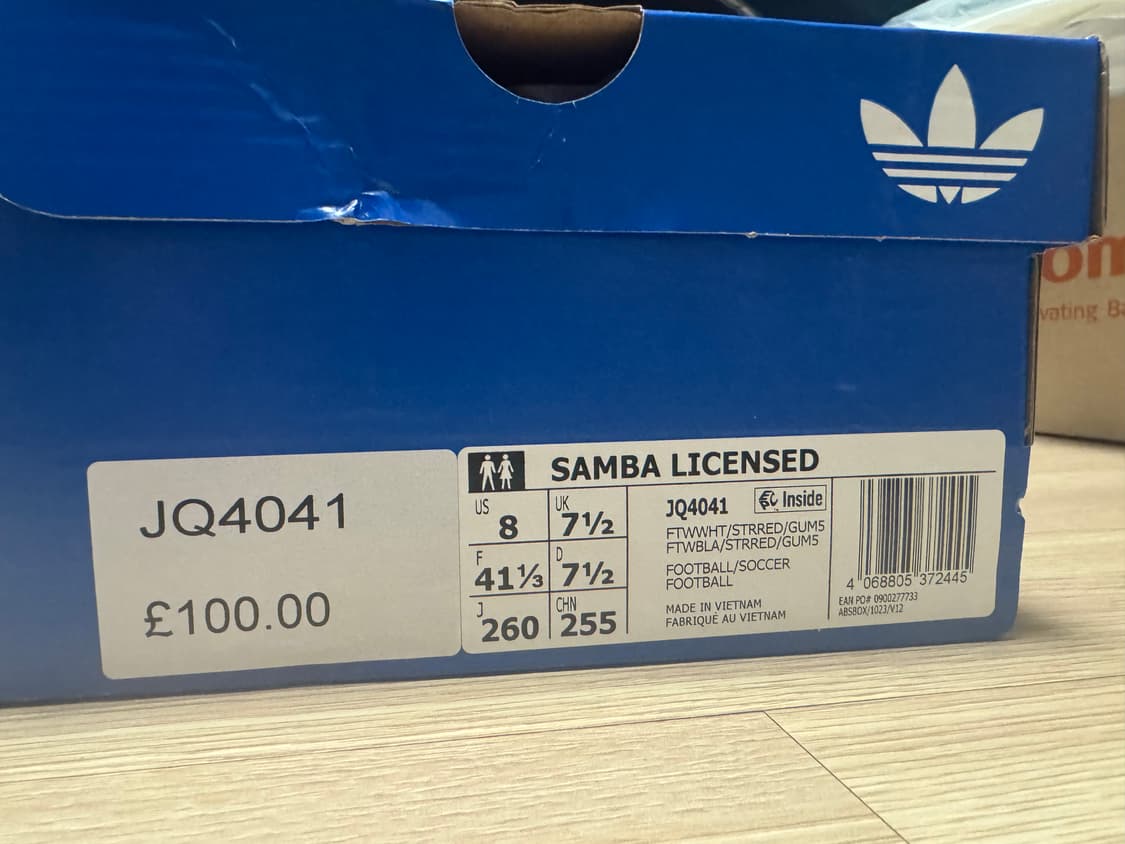 JQ4041
£100.00
SAMBA LICENSED
US 8
UK 7½
F 41⅓
D 7½
J 260
CHN 255
JQ4041
Inside
FTWWHT/STRRED/GUM5
FTWBLA/STRRED/GUM5
FOOTBALL/SOCCER
FOOTBALL
MADE IN VIETNAM
FABRIQUÉ AU VIETNAM
4 068805 372445
EAN PO# 0900277733
ABSBOX/1023/V12